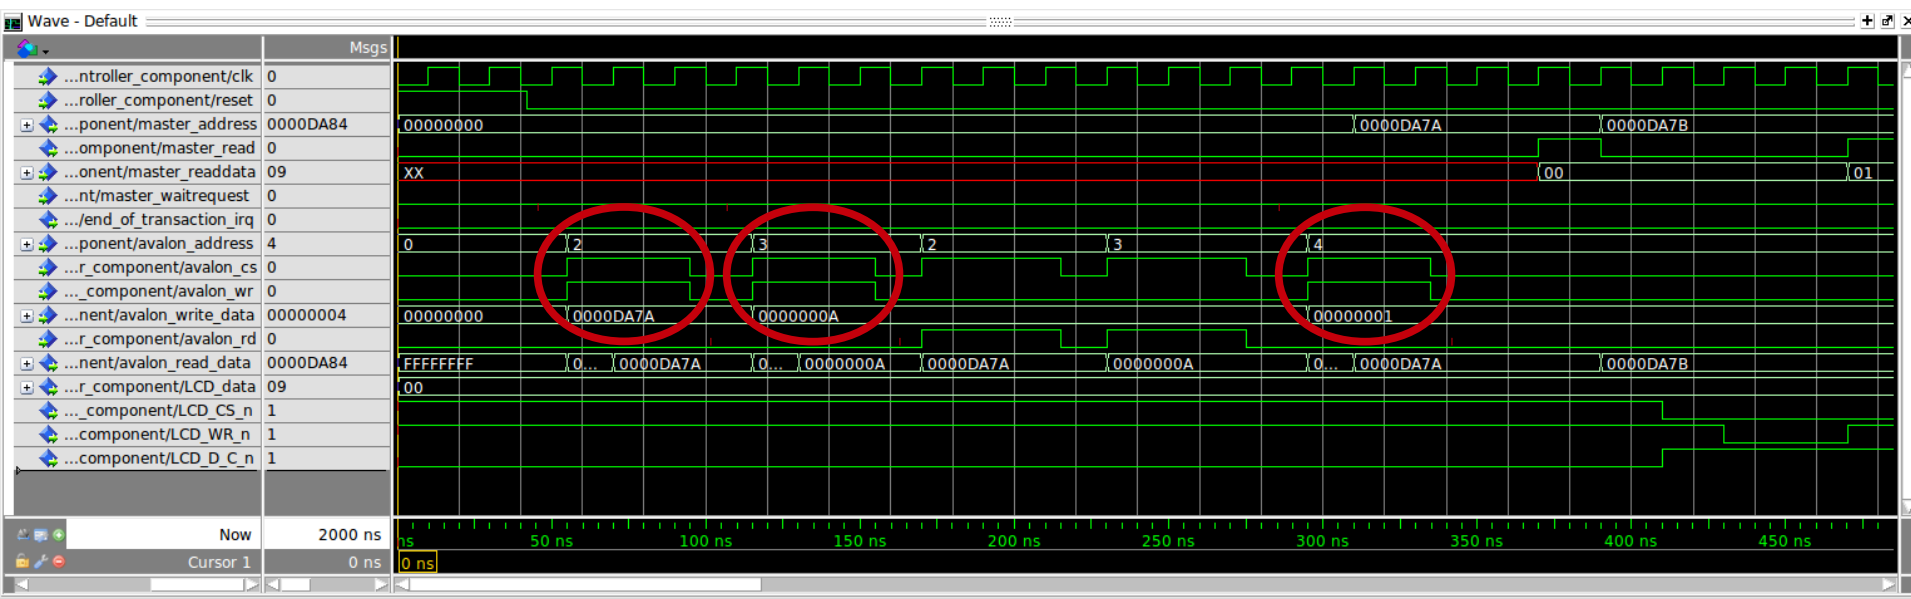 Wave - Default
Msgs
...ntroller_component/clk 0
...roller_component/reset 0
...ponent/master_address 0000DA84 00000000 0000DA7A 0000DA7B
...omponent/master_read 0
...onent/master_readdata 09 XX 00 01
...nt/master_waitrequest 0
.../end_of_transaction_irq 0
...ponent/avalon_address 4 0 2 3 2 3 4
...r_component/avalon_cs 0
..._component/avalon_wr 0
...nent/avalon_write_data 00000004 00000000 0000DA7A 0000000A 00000001
...r_component/avalon_rd 0
...nent/avalon_read_data 0000DA84 FFFFFFFF 0... 0000DA7A 0... 0000000A 0000DA7A 0000000A 0... 0000DA7A 0000DA7B
...r_component/LCD_data 09 00
..._component/LCD_CS_n 1
...component/LCD_WR_n 1
...component/LCD_D_C_n 1
Now 2000 ns ns 50 ns 100 ns 150 ns 200 ns 250 ns 300 ns 350 ns 400 ns 450 ns
Cursor 1 0 ns 0 ns